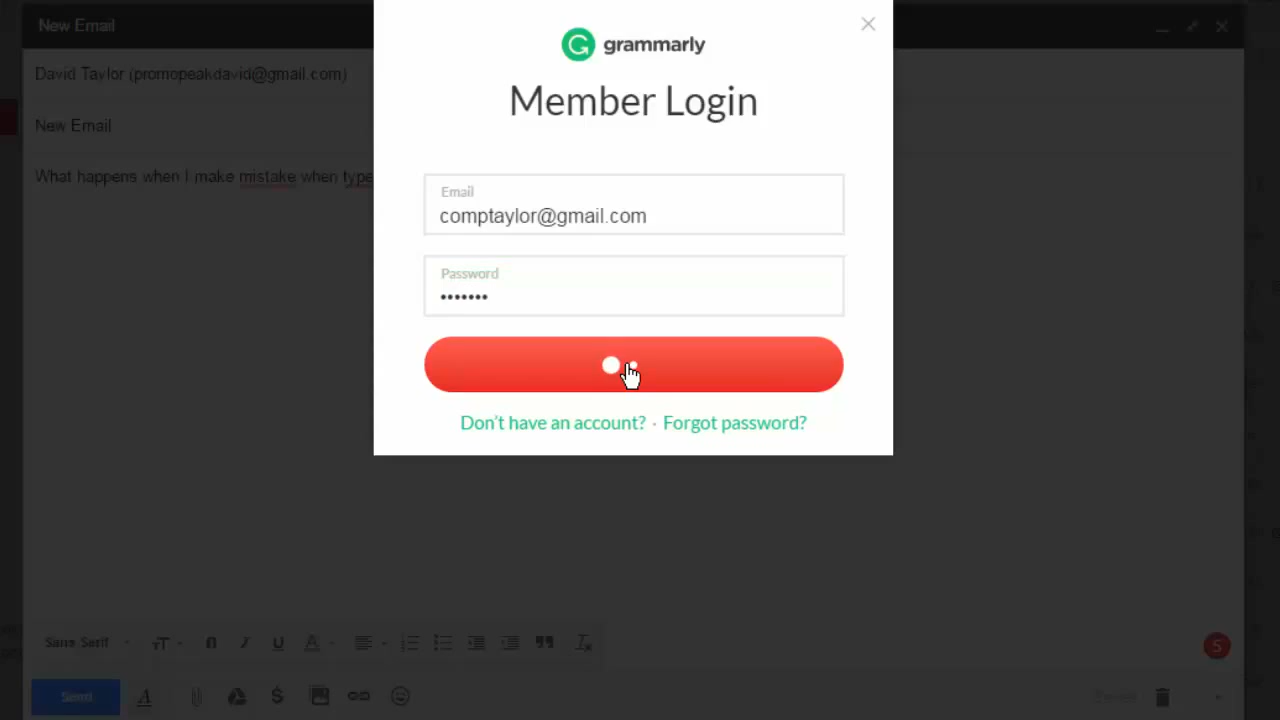 New Email
David Taylor (promopeakdavid@gmail.com)
New Email
What happens when I make mistake when type
grammarly
Member Login
Email
comptaylor@gmail.com
Password
•••••••
Don't have an account? · Forgot password?
Sans Serif
5
Send